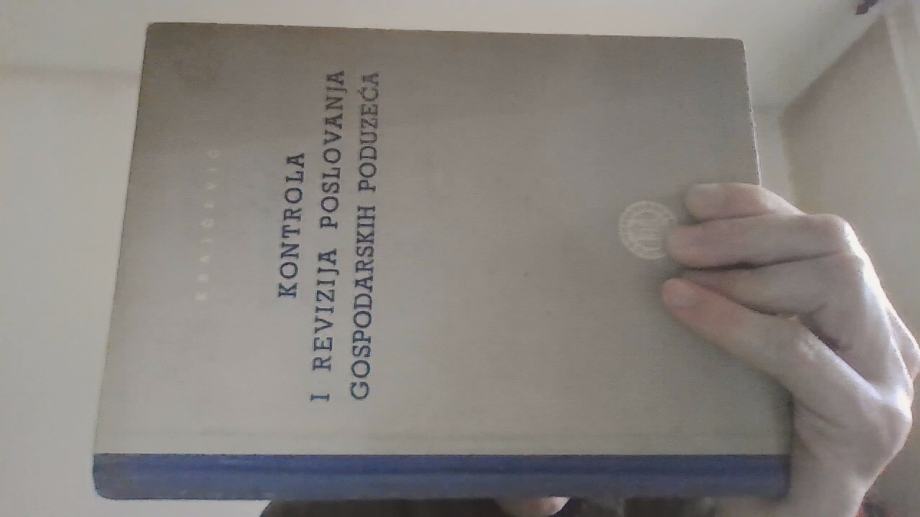 KONTROLA
I REVIZIJA POSLOVANJA
GOSPODARSKIH PODUZEĆA